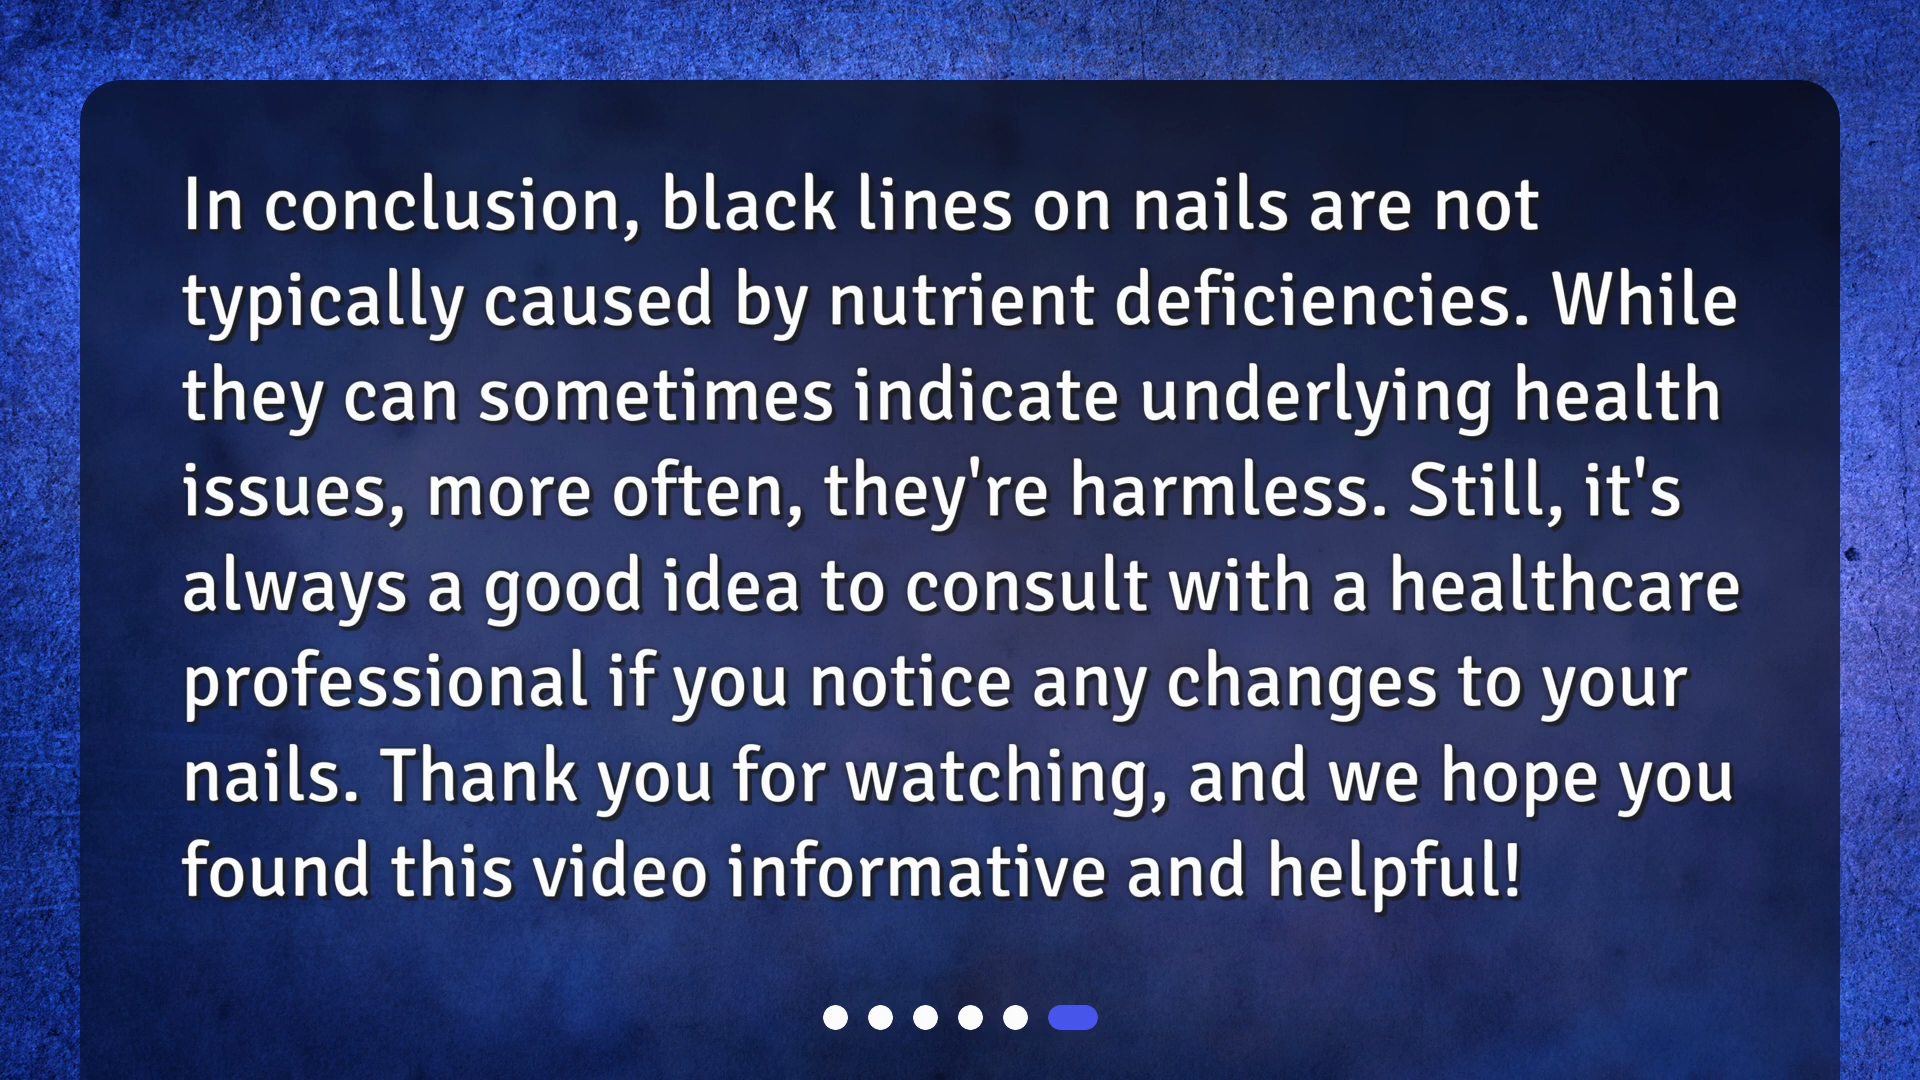 In conclusion, black lines on nails are not
typically caused by nutrient deficiencies. While
they can sometimes indicate underlying health
issues, more often, they're harmless. Still, it's
always a good idea to consult with a healthcare
professional if you notice any changes to your
nails. Thank you for watching, and we hope you
found this video informative and helpful!